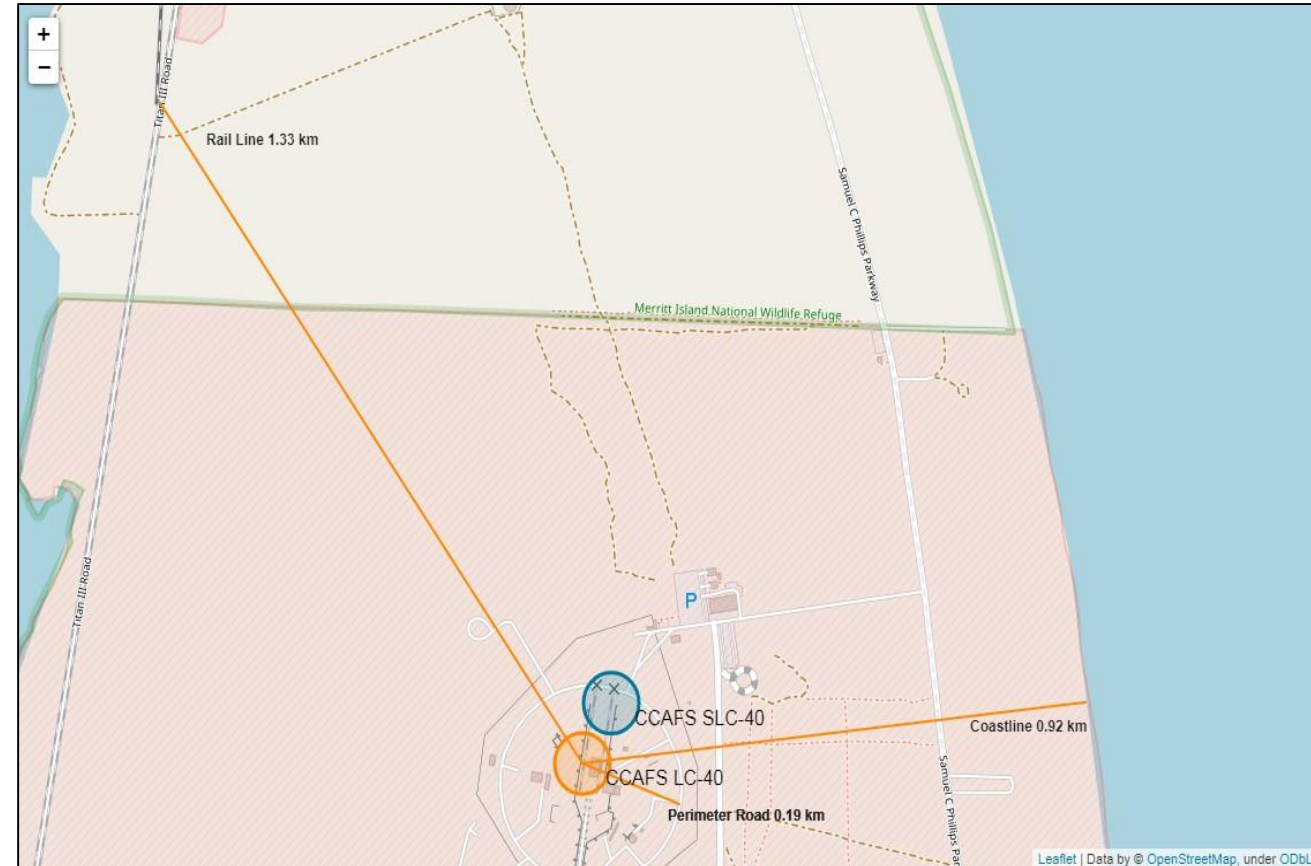 +
−
Titan III Road
Rail Line 1.33 km
Samuel C Phillips Parkway
Merritt Island National Wildlife Refuge
Titan III Road
P
CCAFS SLC-40
Coastline 0.92 km
CCAFS LC-40
Perimeter Road 0.19 km
Samuel C Phillips Par
Leaflet | Data by © OpenStreetMap, under ODbL